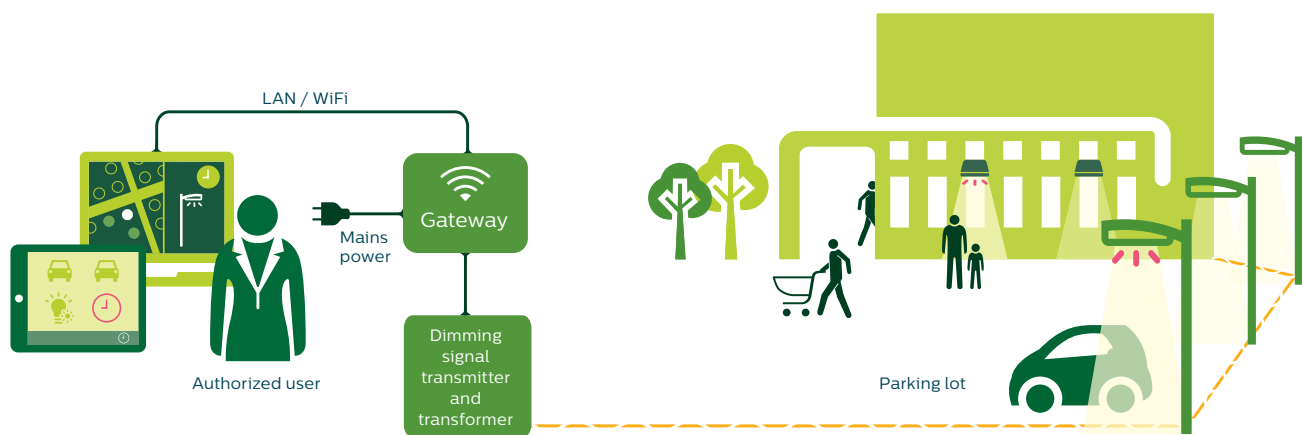 LAN / WiFi
Gateway
Mains
power
Dimming
signal
transmitter
and
transformer
Authorized user
Parking lot